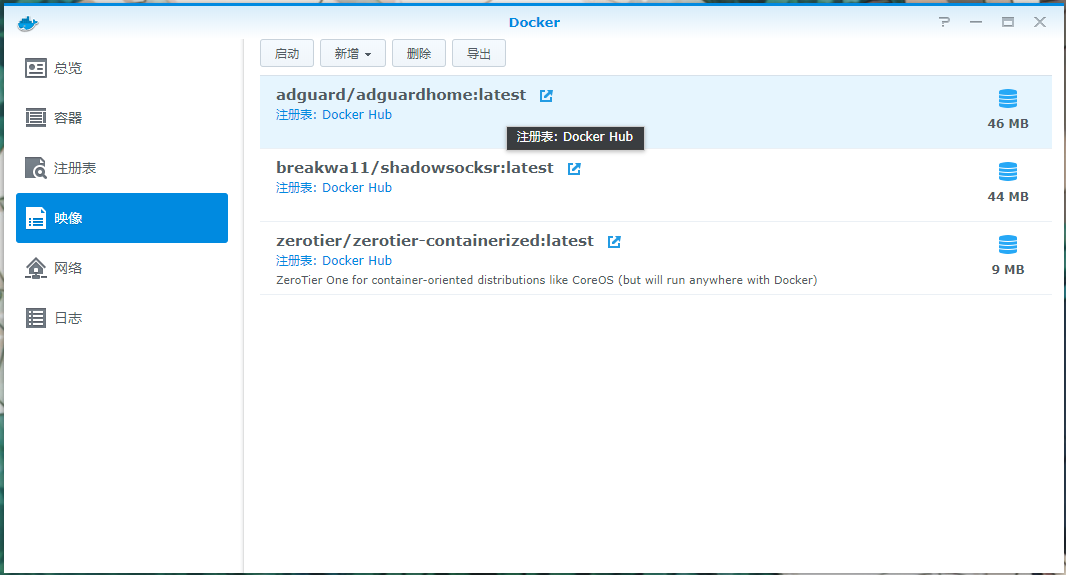 Docker
总览
容器
注册表
映像
网络
日志
启动 新增 删除 导出
adguard/adguardhome:latest
注册表: Docker Hub
46 MB
注册表: Docker Hub
breakwa11/shadowsocksr:latest
注册表: Docker Hub
44 MB
zerotier/zerotier-containerized:latest
注册表: Docker Hub
ZeroTier One for container-oriented distributions like CoreOS (but will run anywhere with Docker)
9 MB